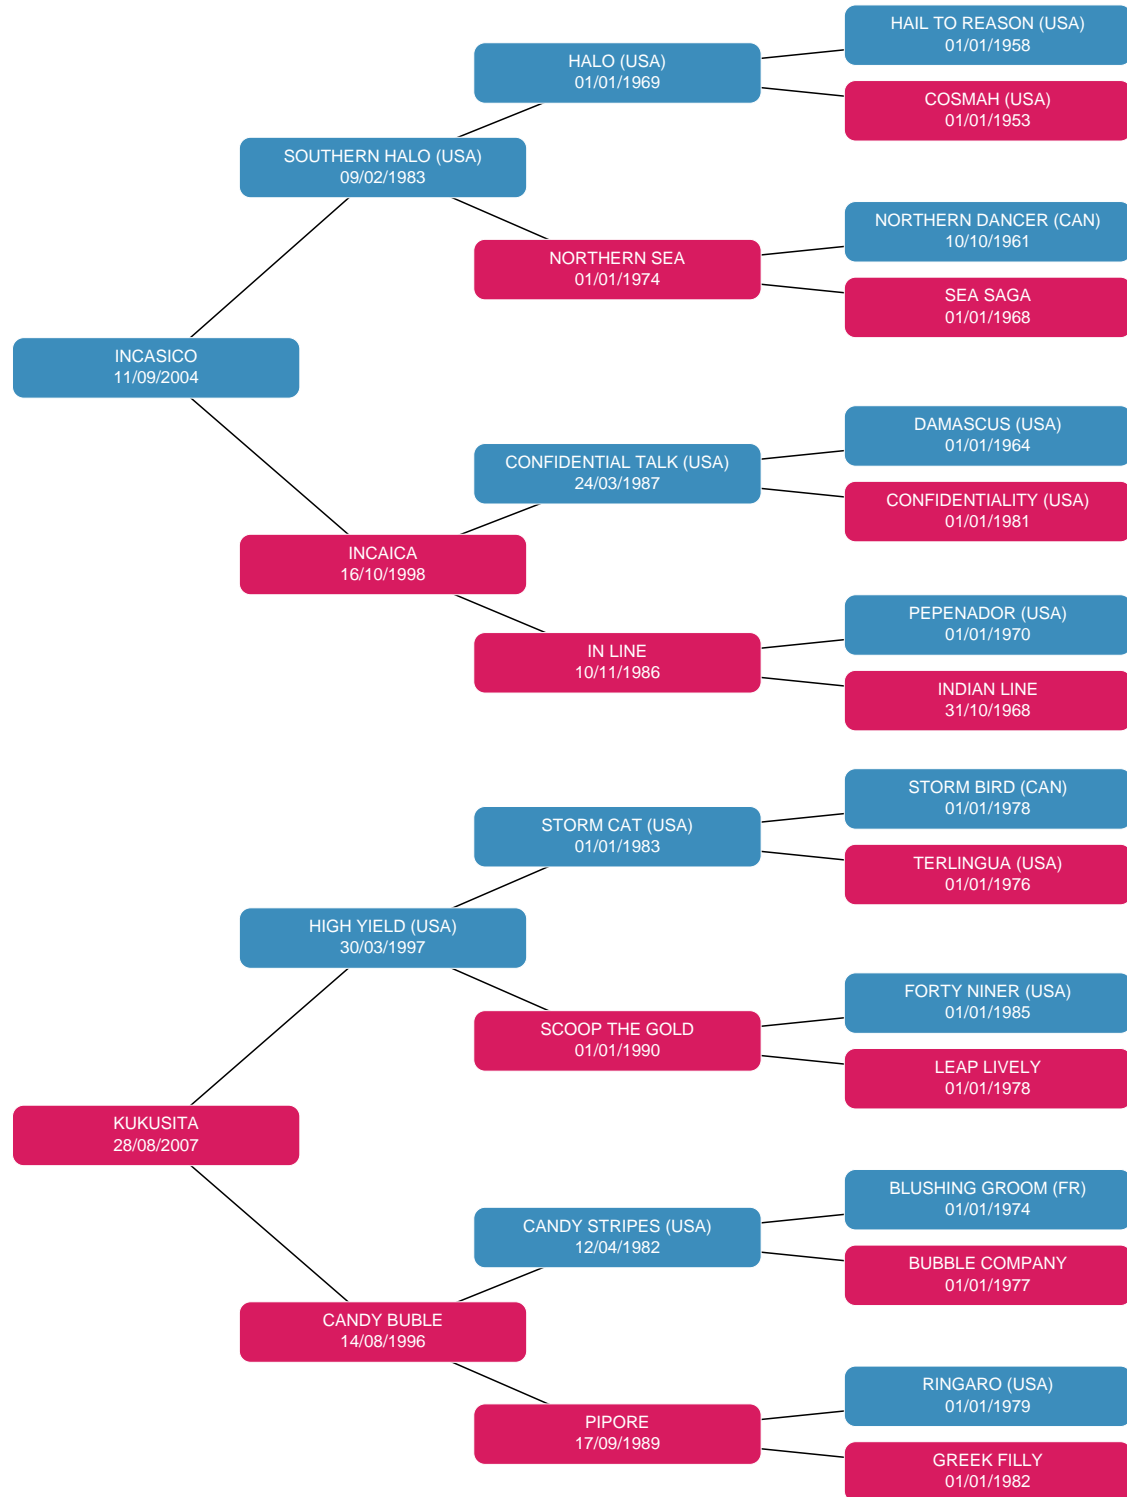 HAIL TO REASON (USA)
01/01/1958
HALO (USA)
01/01/1969
COSMAH (USA)
01/01/1953
SOUTHERN HALO (USA)
09/02/1983
NORTHERN DANCER (CAN)
10/10/1961
NORTHERN SEA
01/01/1974
SEA SAGA
01/01/1968
INCASICO
11/09/2004
DAMASCUS (USA)
01/01/1964
CONFIDENTIAL TALK (USA)
24/03/1987
CONFIDENTIALITY (USA)
01/01/1981
INCAICA
16/10/1998
PEPENADOR (USA)
01/01/1970
IN LINE
10/11/1986
INDIAN LINE
31/10/1968
STORM BIRD (CAN)
01/01/1978
STORM CAT (USA)
01/01/1983
TERLINGUA (USA)
01/01/1976
HIGH YIELD (USA)
30/03/1997
FORTY NINER (USA)
01/01/1985
SCOOP THE GOLD
01/01/1990
LEAP LIVELY
01/01/1978
KUKUSITA
28/08/2007
BLUSHING GROOM (FR)
01/01/1974
CANDY STRIPES (USA)
12/04/1982
BUBBLE COMPANY
01/01/1977
CANDY BUBLE
14/08/1996
RINGARO (USA)
01/01/1979
PIPORE
17/09/1989
GREEK FILLY
01/01/1982